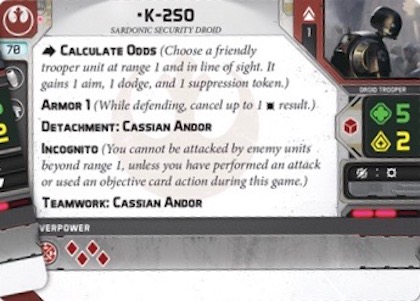 •K-2SO
SARDONIC SECURITY DROID
70
1
CALCULATE ODDS (Choose a friendly
trooper unit at range 1 and in line of sight. It
gains 1 aim, 1 dodge, and 1 suppression token.)
ARMOR 1 (While defending, cancel up to 1 result.)
DETACHMENT: CASSIAN ANDOR
INCOGNITO (You cannot be attacked by enemy units
beyond range 1, unless you have performed an attack
or used an objective card action during this game.)
TEAMWORK: CASSIAN ANDOR
DROID TROOPER
5
2
2
VERPOWER